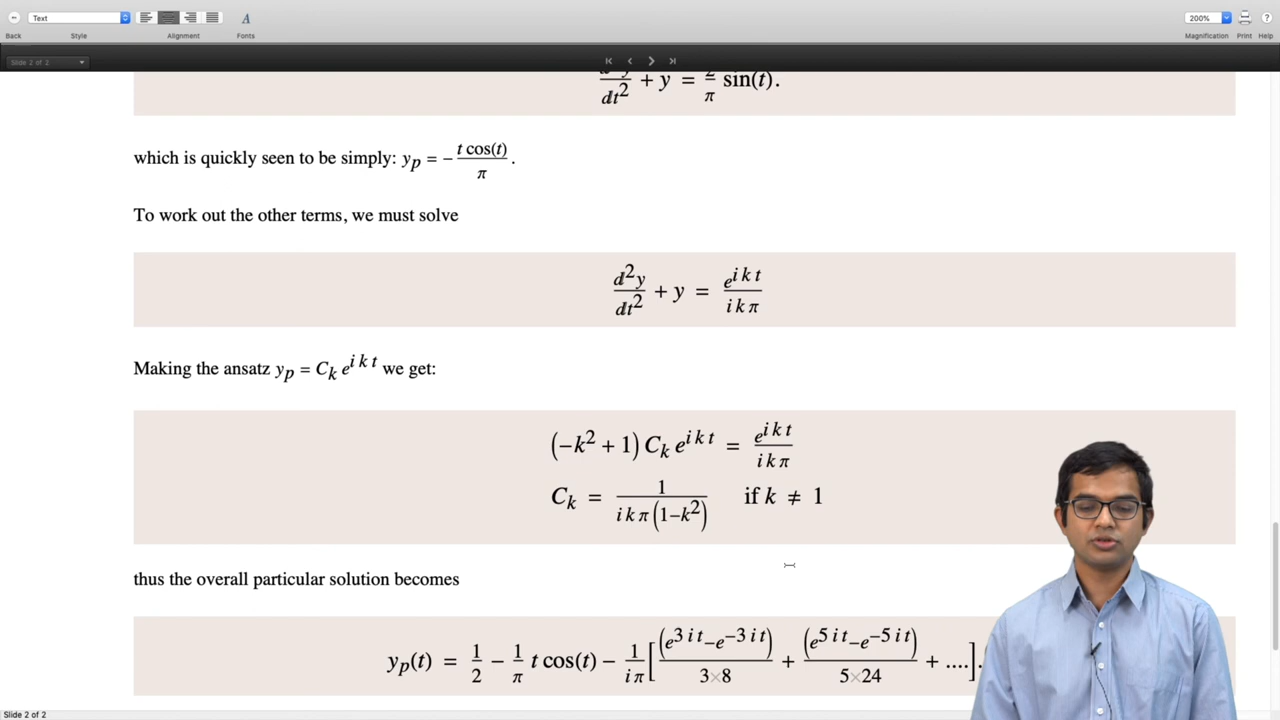 Text
200%
Back
Style
Alignment
Fonts
Magnification
Print
Help
Slide 2 of 2
d²y/dt² + y = 2/π sin(t).
which is quickly seen to be simply: yₚ = − t cos(t)/π .
To work out the other terms, we must solve
d²y/dt² + y = e^{i k t}/(i k π)
Making the ansatz yₚ = Cₖ e^{i k t} we get:
(−k² + 1) Cₖ e^{i k t} = e^{i k t}/(i k π)
Cₖ = 1/(i k π (1−k²)) if k ≠ 1
thus the overall particular solution becomes
yₚ(t) = 1/2 − 1/π t cos(t) − 1/(i π) [ (e^{3 i t}−e^{−3 i t})/(3×8) + (e^{5 i t}−e^{−5 i t})/(5×24) + ....].
Slide 2 of 2